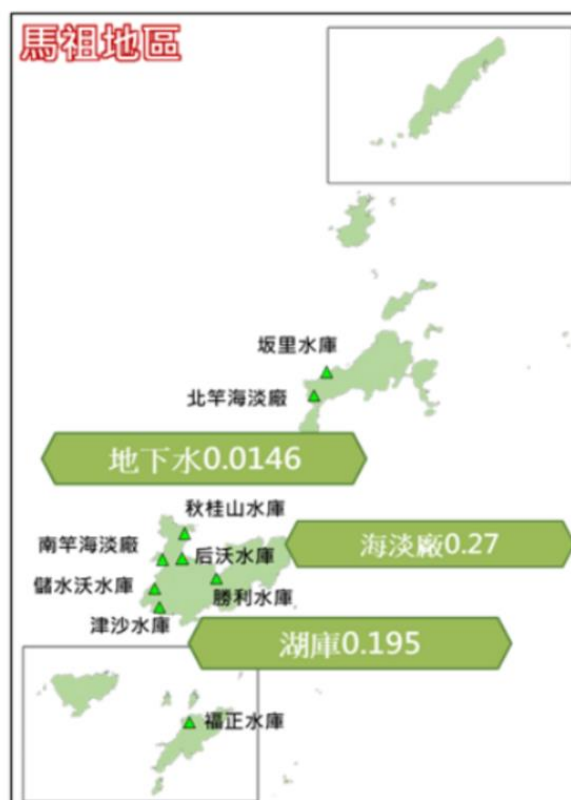 馬祖地區
坂里水庫
北竿海淡廠
地下水0.0146
秋桂山水庫
南竿海淡廠
后沃水庫
海淡廠0.27
儲水沃水庫
勝利水庫
津沙水庫
湖庫0.195
福正水庫